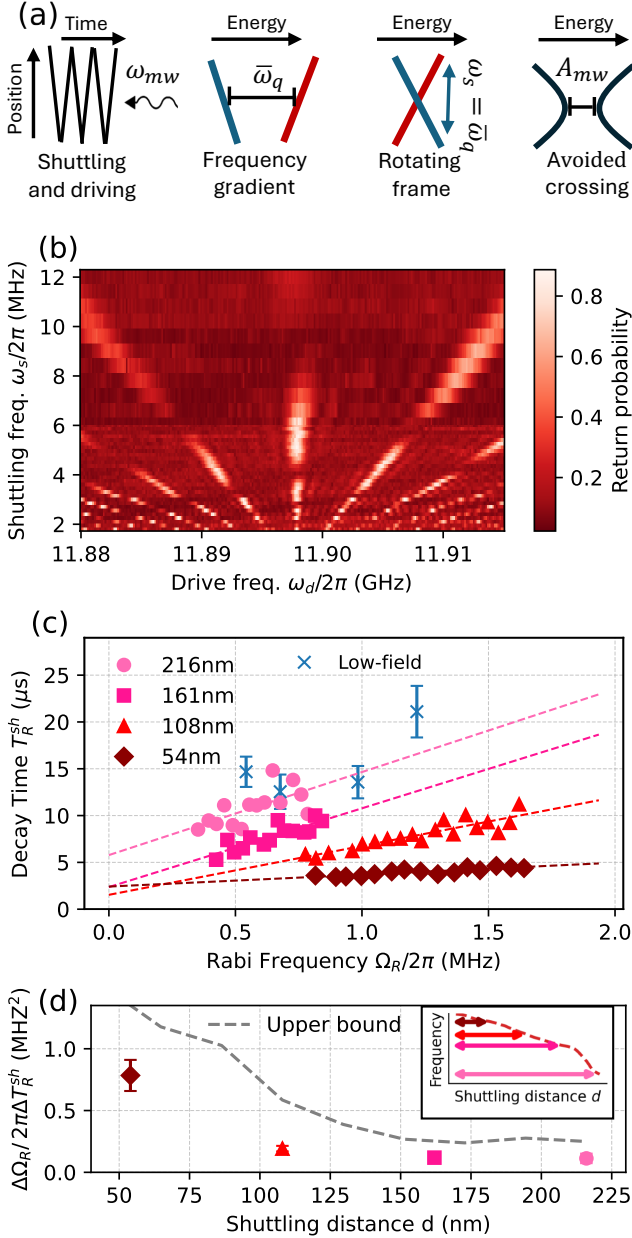 (a)
Time
Position
ω_mw
Shuttling
and driving
Energy
ω̅_q
Frequency
gradient
Energy
ω_s = ω̅_q
Rotating
frame
Energy
A_mw
Avoided
crossing
(b)
Shuttling freq. ω_s/2π (MHz)
12
10
8
6
4
2
11.88
11.89
11.90
11.91
Drive freq. ω_d/2π (GHz)
0.8
0.6
0.4
0.2
Return probability
(c)
Decay Time T_R^sh (μs)
25
20
15
10
5
0
216nm
161nm
108nm
54nm
Low-field
0.0
0.5
1.0
1.5
2.0
Rabi Frequency Ω_R/2π (MHz)
(d)
ΔΩ_R/2πΔT_R^sh (MHZ²)
1.0
0.5
0.0
Upper bound
Frequency
Shuttling distance d
50
75
100
125
150
175
200
225
Shuttling distance d (nm)